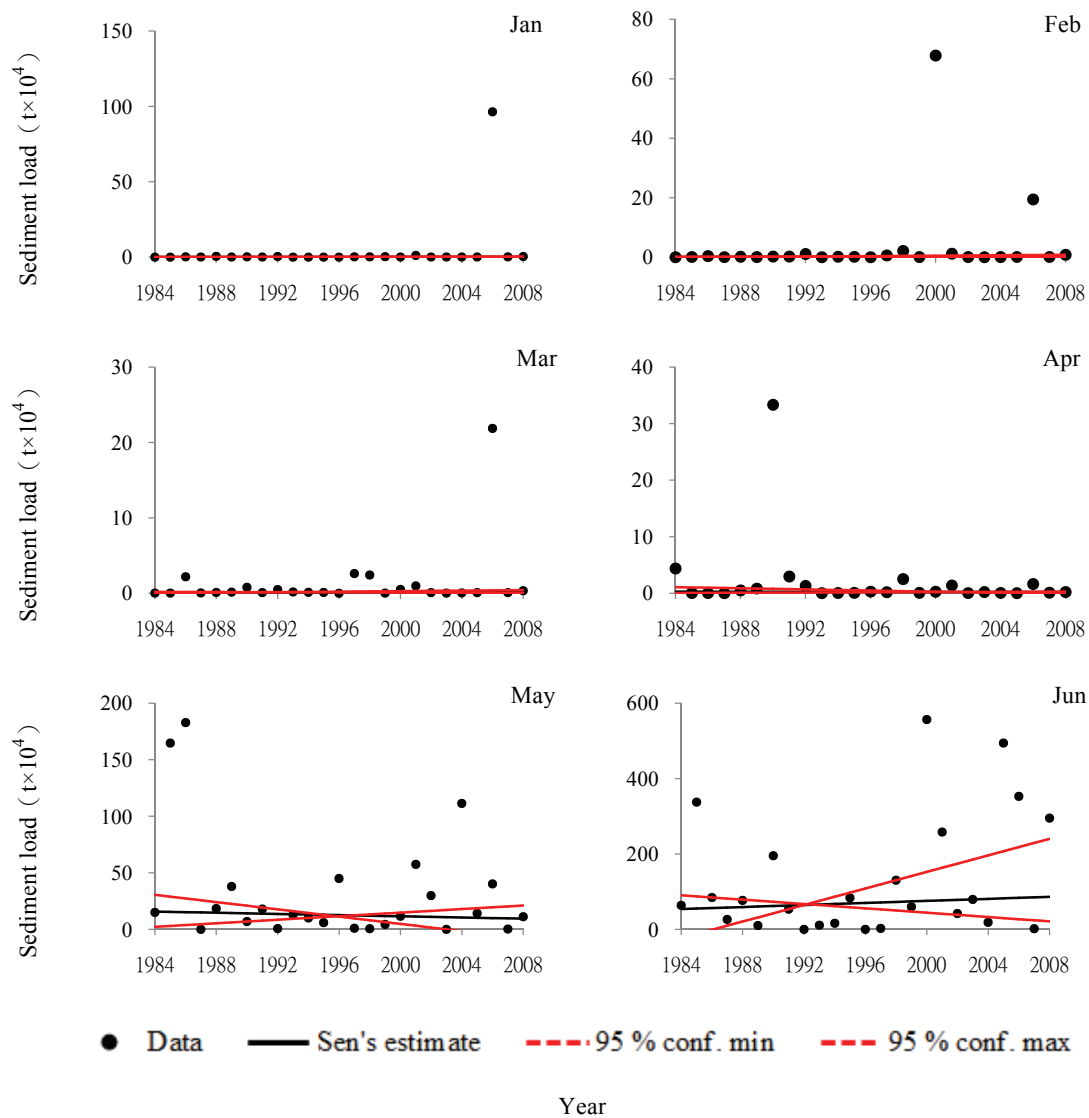 Jan
Sediment load（t×10⁴)
150
100
50
0
1984 1988 1992 1996 2000 2004 2008
Feb
80
60
40
20
0
1984 1988 1992 1996 2000 2004 2008
Mar
Sediment load（t×10⁴)
30
20
10
0
1984 1988 1992 1996 2000 2004 2008
Apr
40
30
20
10
0
1984 1988 1992 1996 2000 2004 2008
May
Sediment load（t×10⁴)
200
150
100
50
0
1984 1988 1992 1996 2000 2004 2008
Jun
600
400
200
0
1984 1988 1992 1996 2000 2004 2008
Data Sen's estimate 95 % conf. min 95 % conf. max
Year